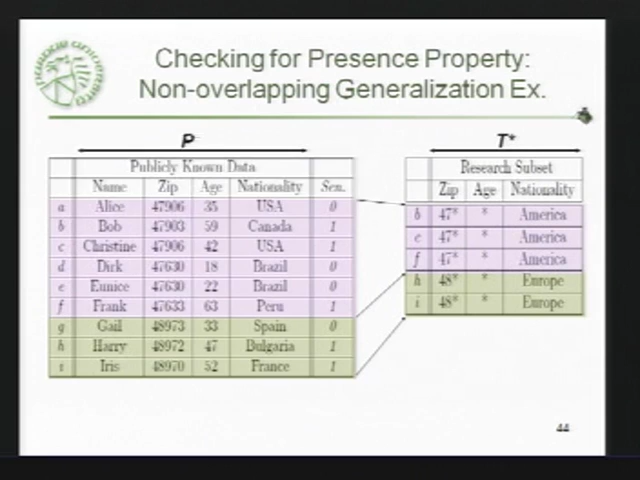 Checking for Presence Property:
Non-overlapping Generalization Ex.
P
T*
Publicly Known Data
Name Zip Age Nationality Sen.
a Alice 47906 35 USA 0
b Bob 47903 59 Canada 1
c Christine 47906 42 USA 1
d Dirk 47630 18 Brazil 0
e Eunice 47630 22 Brazil 0
f Frank 47633 63 Peru 1
g Gail 48973 33 Spain 0
h Harry 48972 47 Bulgaria 1
i Iris 48970 52 France 1
Research Subset
Zip Age Nationality
b 47* * America
c 47* * America
f 47* * America
h 48* * Europe
i 48* * Europe
44